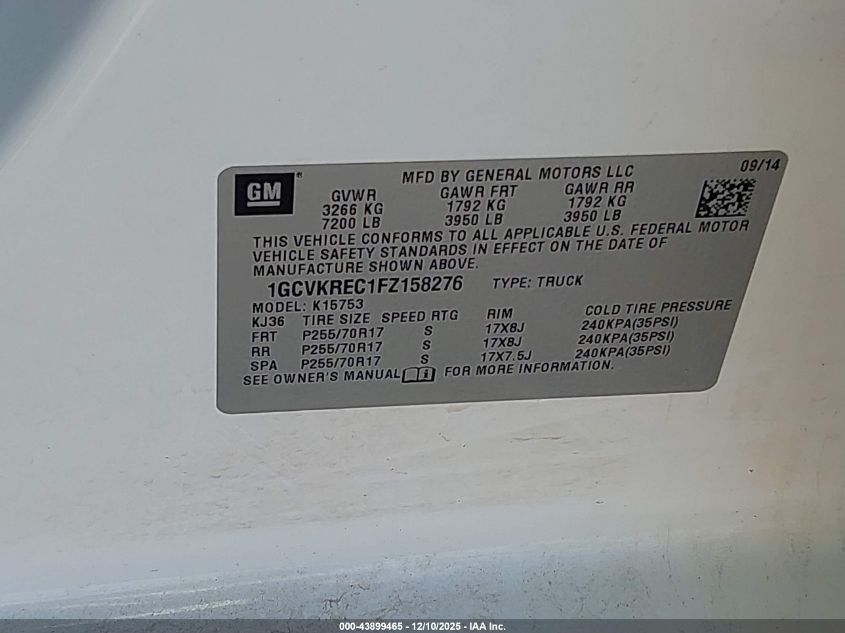 GM
MFD BY GENERAL MOTORS LLC 09/14
GVWR GAWR FRT GAWR RR
3266 KG 1792 KG 1792 KG
7200 LB 3950 LB 3950 LB
THIS VEHICLE CONFORMS TO ALL APPLICABLE U.S. FEDERAL MOTOR
VEHICLE SAFETY STANDARDS IN EFFECT ON THE DATE OF
MANUFACTURE SHOWN ABOVE.
1GCVKREC1FZ158276 TYPE: TRUCK
MODEL: K15753
KJ36 TIRE SIZE SPEED RTG RIM COLD TIRE PRESSURE
FRT P255/70R17 S 17X8J 240KPA(35PSI)
RR P255/70R17 S 17X8J 240KPA(35PSI)
SPA P255/70R17 S 17X7.5J 240KPA(35PSI)
SEE OWNER'S MANUAL i FOR MORE INFORMATION.
000-43899465 - 12/10/2025 - IAA Inc.